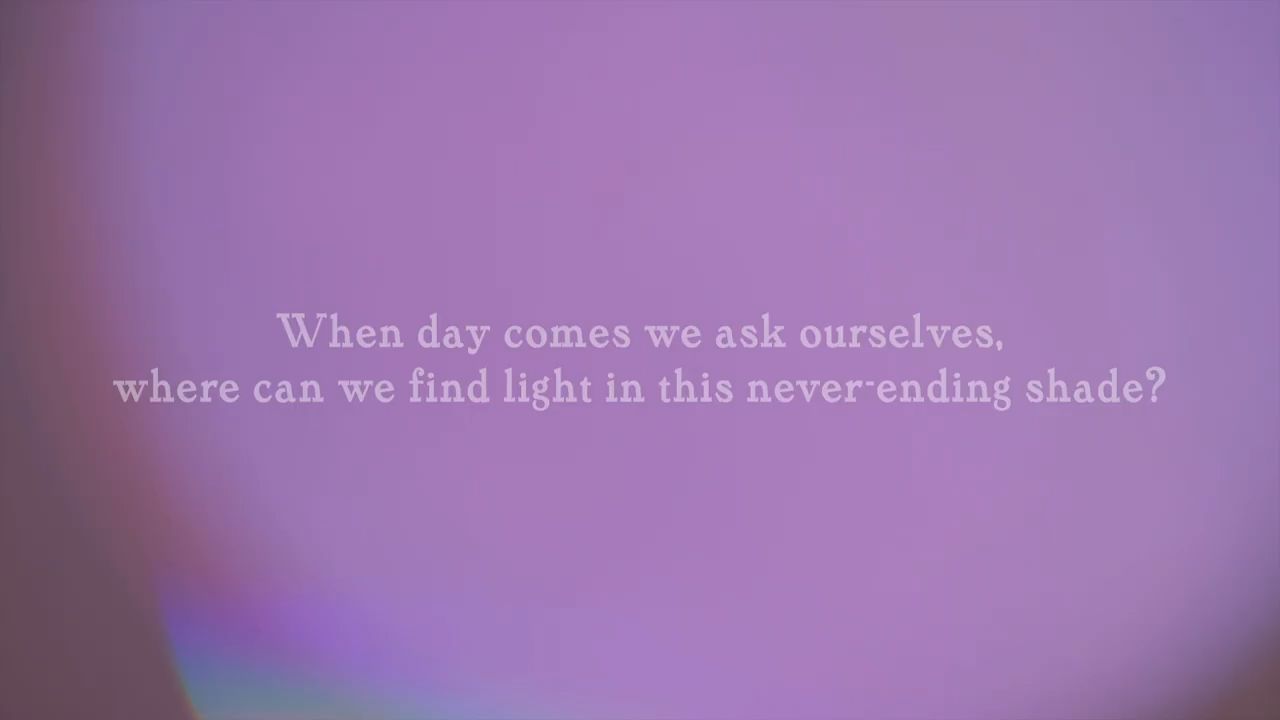 When day comes we ask ourselves,
where can we find light in this never-ending shade?